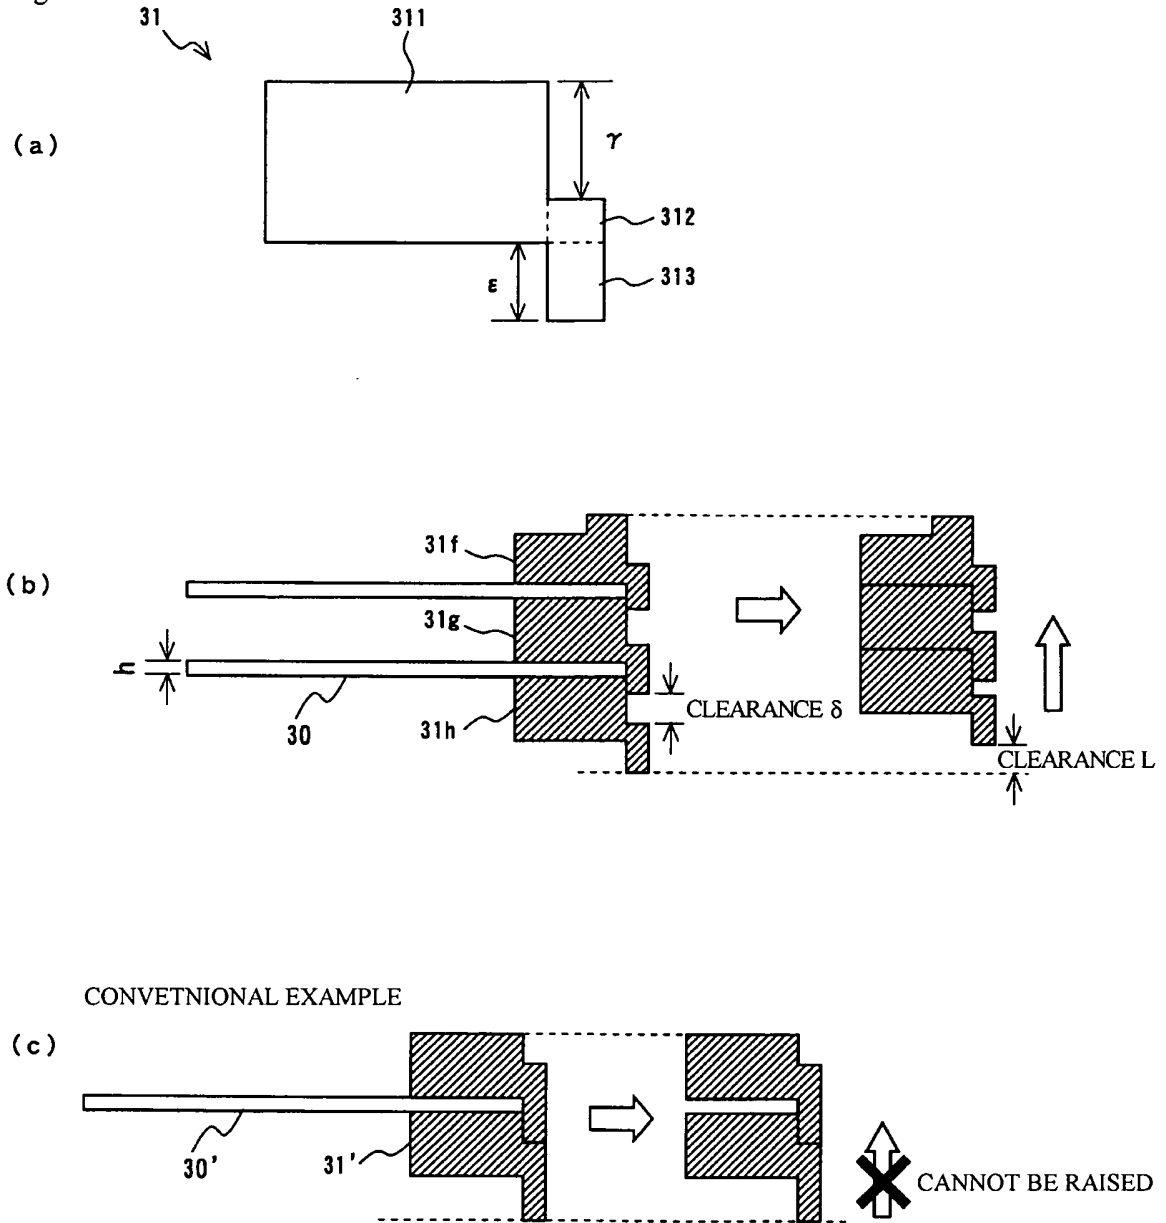 31
311
(a)
γ
312
ε
313
31f
(b)
31g
h
30
31h
CLEARANCE δ
CLEARANCE L
CONVETNIONAL EXAMPLE
(c)
30'
31'
CANNOT BE RAISED